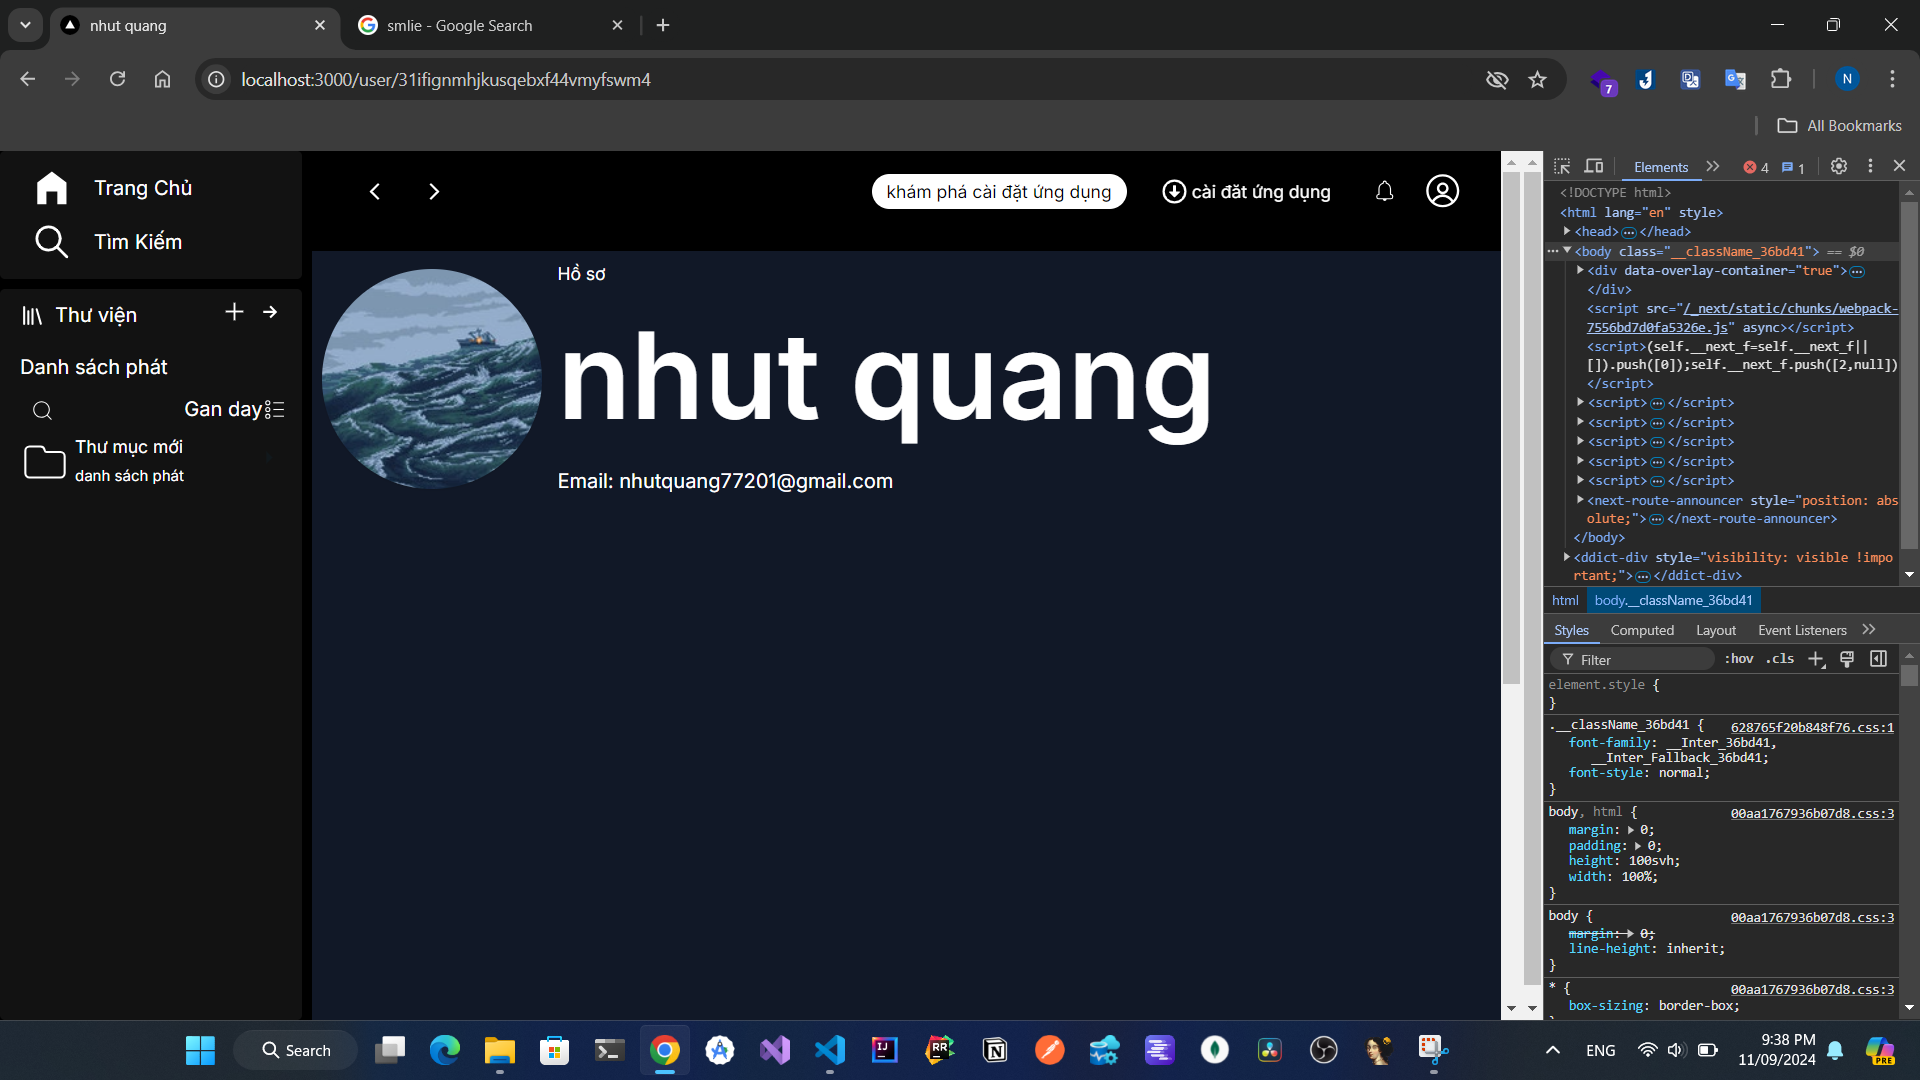 nhut quang
smlie - Google Search
localhost:3000/user/31ifignmhjkusqebxf44vmyfswm4
7
N
All Bookmarks
Trang Chủ
Tìm Kiếm
khám phá cài đặt ứng dụng
cài đặt ứng dụng
Thư viện
Danh sách phát
Gan day
Thư mục mới
danh sách phát
Hồ sơ
nhut quang
Email: nhutquang77201@gmail.com
Elements
4
1
<!DOCTYPE html>
<html lang="en" style>
<head>…</head>
<body class="__className_36bd41"> == $0
<div data-overlay-container="true">…
</div>
<script src="/_next/static/chunks/webpack-
7556bd7d0fa5326e.js" async></script>
<script>(self.__next_f=self.__next_f||
[]).push([0]);self.__next_f.push([2,null])
</script>
<script>…</script>
<script>…</script>
<script>…</script>
<script>…</script>
<script>…</script>
<next-route-announcer style="position: abs
olute;">…</next-route-announcer>
</body>
<ddict-div style="visibility: visible !impo
rtant;">…</ddict-div>
html
body.__className_36bd41
Styles
Computed
Layout
Event Listeners
Filter
:hov
.cls
element.style {
}
.__className_36bd41 {
628765f20b848f76.css:1
font-family: __Inter_36bd41,
__Inter_Fallback_36bd41;
font-style: normal;
}
body, html {
00aa1767936b07d8.css:3
margin: 0;
padding: 0;
height: 100svh;
width: 100%;
}
body {
00aa1767936b07d8.css:3
margin: 0;
line-height: inherit;
}
* {
00aa1767936b07d8.css:3
box-sizing: border-box;
Search
IJ
RR
PRE
ENG
9:38 PM
11/09/2024